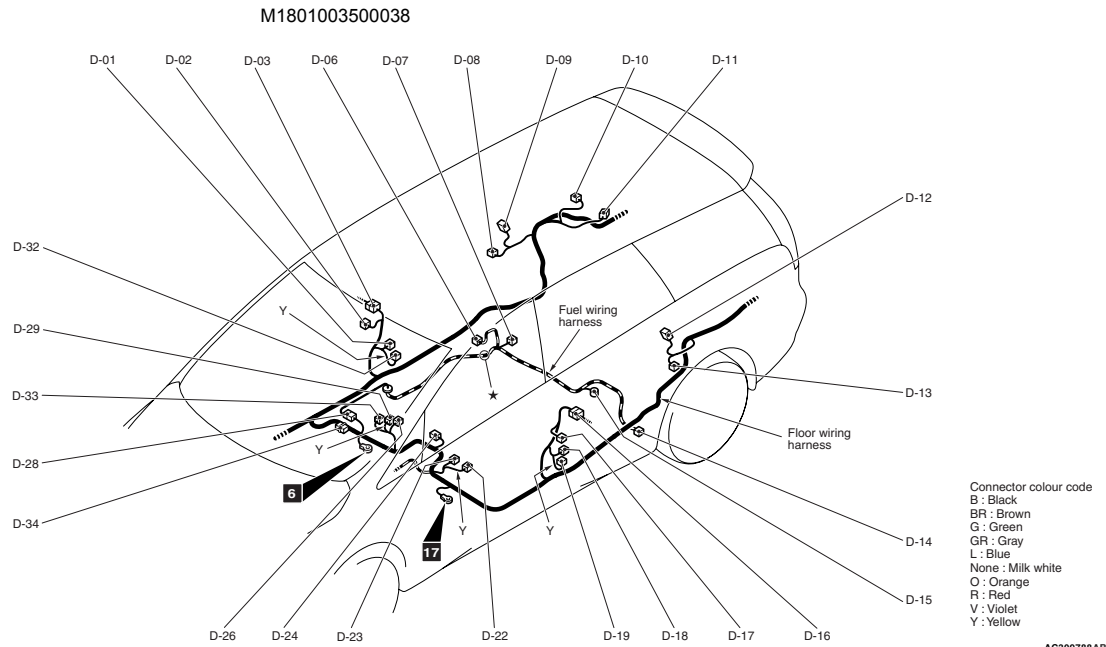 M1801003500038
D-01
D-02
D-03
D-06
D-07
D-08
D-09
D-10
D-11
D-12
D-32
Y
D-29
Fuel wiring
harness
D-33
D-13
Floor wiring
harness
Y
D-28
6
D-34
17
Y
Y
D-14
D-15
D-26
D-24
D-23
D-22
D-19
D-18
D-17
D-16
Connector colour code
B : Black
BR : Brown
G : Green
GR : Gray
L : Blue
None : Milk white
O : Orange
R : Red
V : Violet
Y : Yellow
AC300788AB